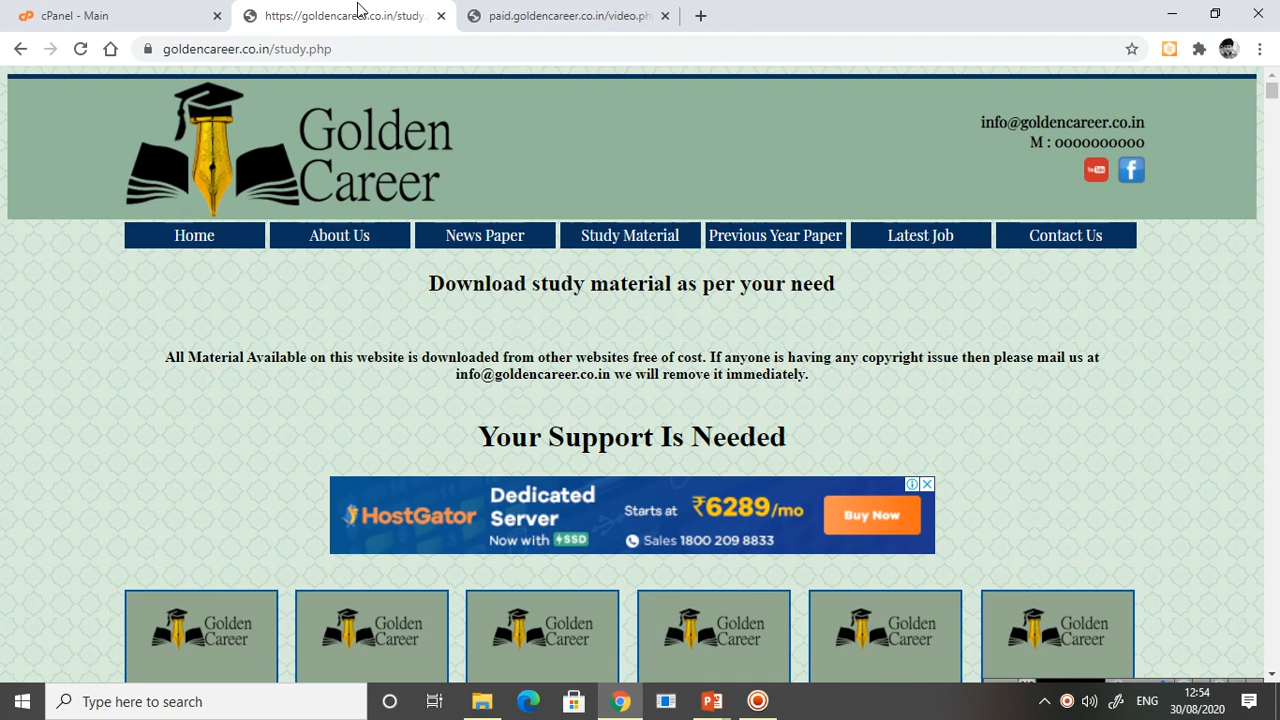 cPanel - Main
https://goldencareer.co.in/study.
paid.goldencareer.co.in/video.ph
goldencareer.co.in/study.php
Golden
Career
info@goldencareer.co.in
M : 0000000000
You Tube
f
Home
About Us
News Paper
Study Material
Previous Year Paper
Latest Job
Contact Us
Download study material as per your need
All Material Available on this website is downloaded from other websites free of cost. If anyone is having any copyright issue then please mail us at
info@goldencareer.co.in we will remove it immediately.
Your Support Is Needed
HostGator
Dedicated
Server
Now with SSD
Starts at ₹6289/mo
Sales 1800 209 8833
Buy Now
Golden
Career
Golden
Career
Golden
Career
Golden
Career
Golden
Career
Golden
Career
Type here to search
ENG
12:54
30/08/2020